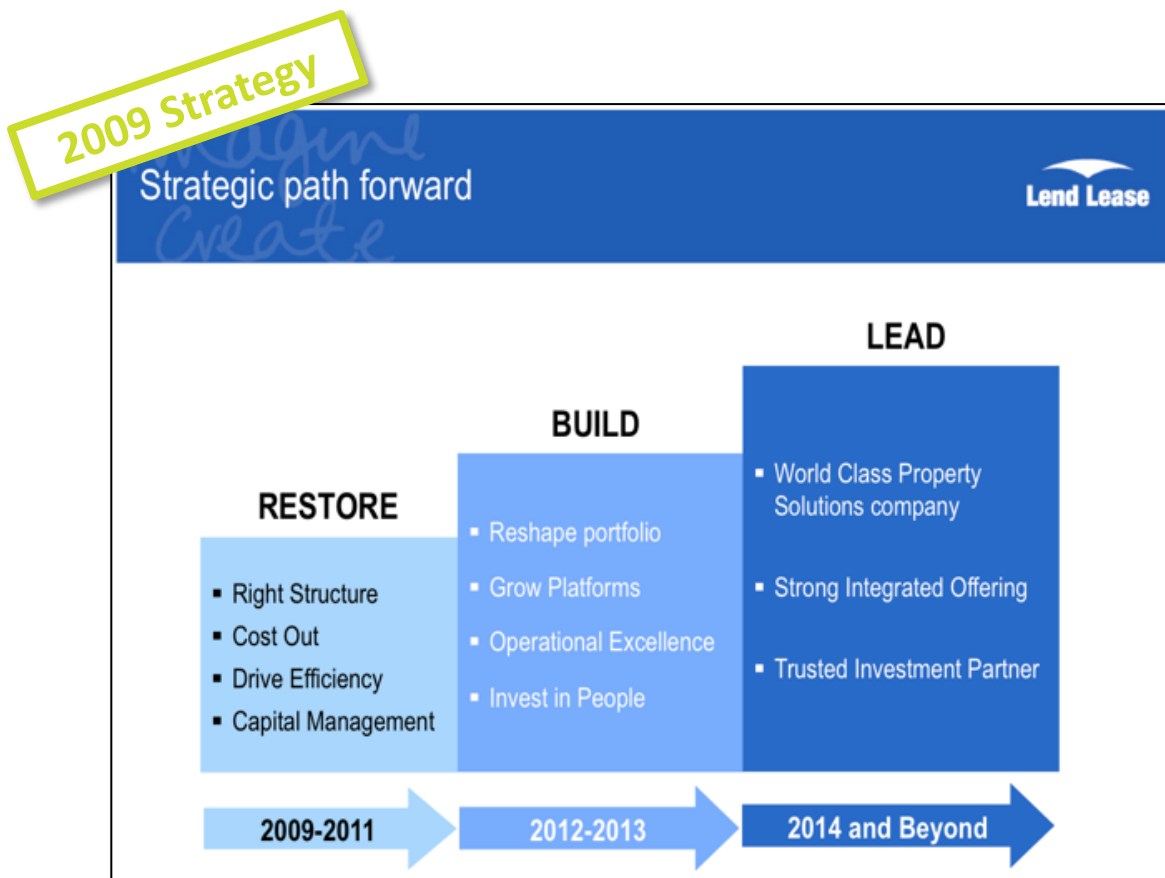 2009 Strategy
imagine
Strategic path forward
Create
Lend Lease
RESTORE
▪ Right Structure
▪ Cost Out
▪ Drive Efficiency
▪ Capital Management
2009-2011
BUILD
▪ Reshape portfolio
▪ Grow Platforms
▪ Operational Excellence
▪ Invest in People
2012-2013
LEAD
▪ World Class Property
Solutions company
▪ Strong Integrated Offering
▪ Trusted Investment Partner
2014 and Beyond